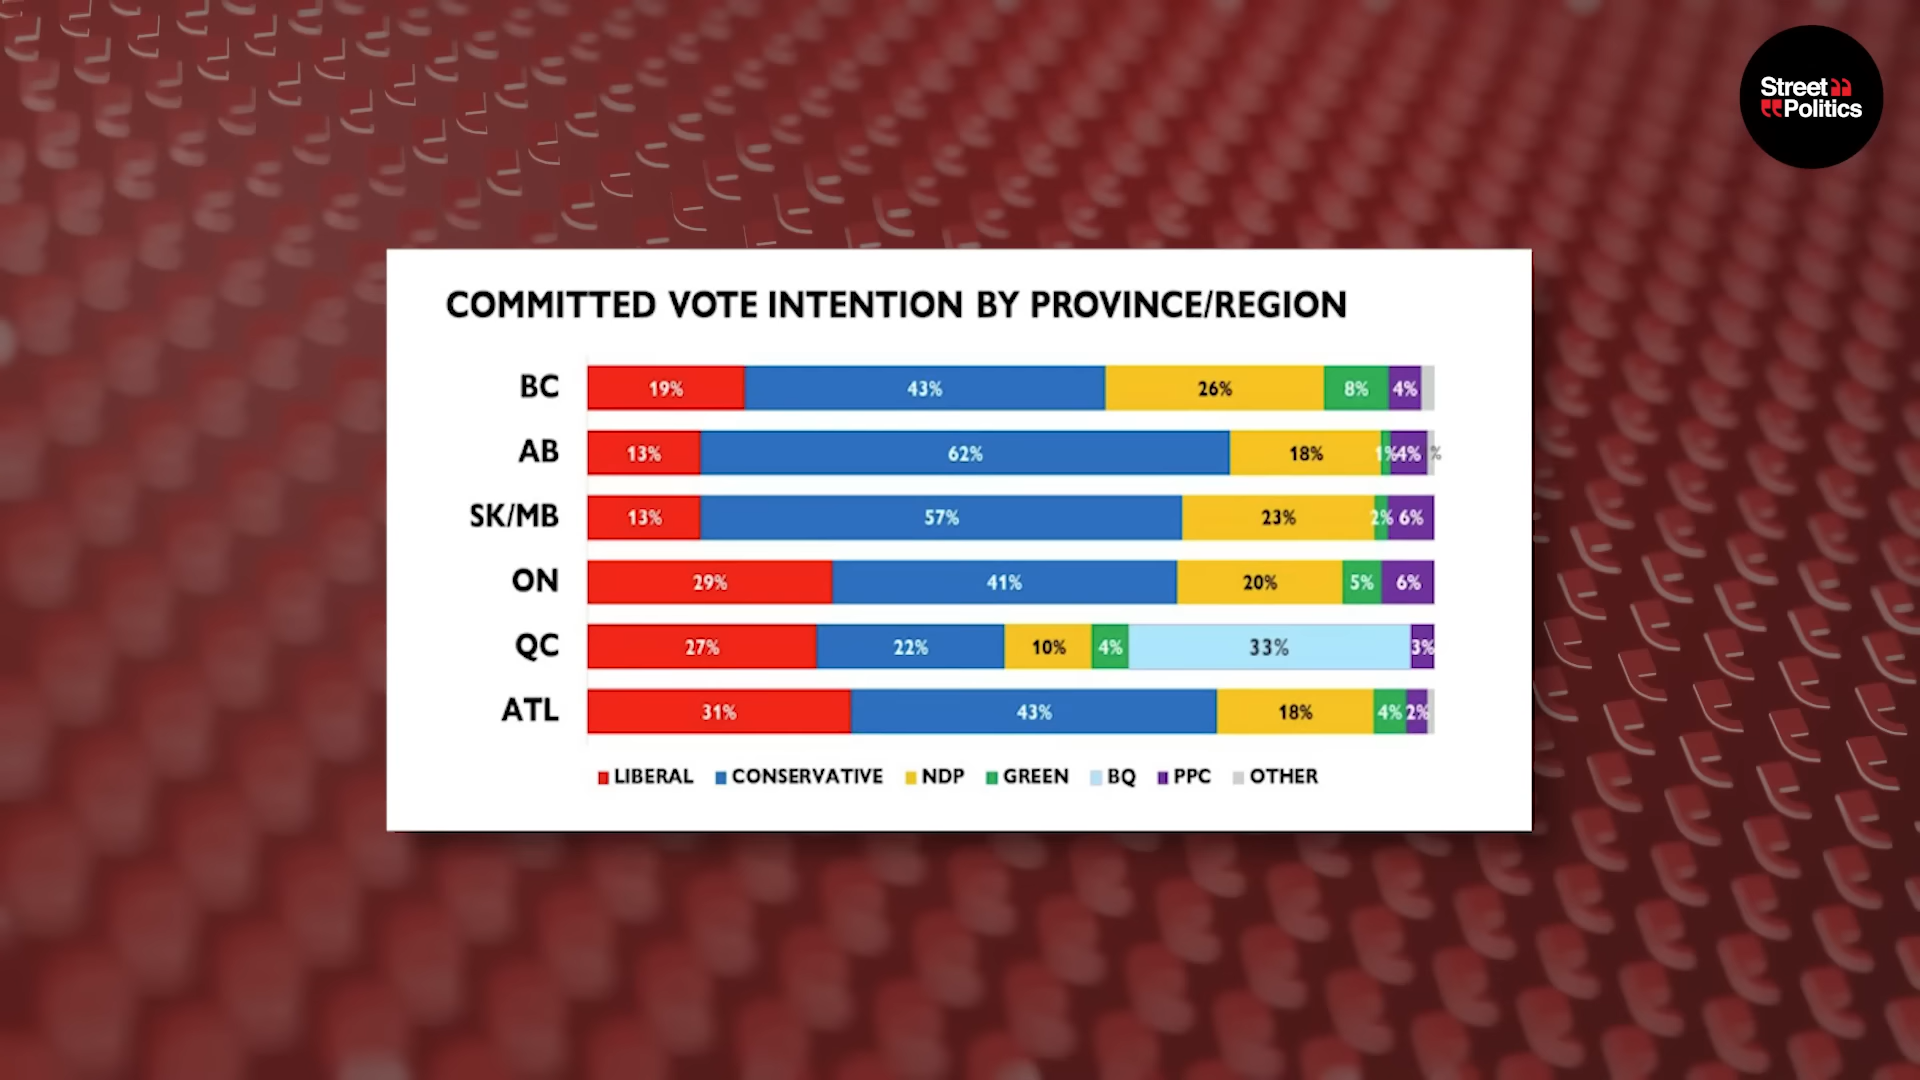 Street
Politics
COMMITTED VOTE INTENTION BY PROVINCE/REGION
BC 19% 43% 26% 8% 4%
AB 13% 62% 18% 1% 4% %
SK/MB 13% 57% 23% 2% 6%
ON 29% 41% 20% 5% 6%
QC 27% 22% 10% 4% 33% 3%
ATL 31% 43% 18% 4% 2%
LIBERAL CONSERVATIVE NDP GREEN BQ PPC OTHER